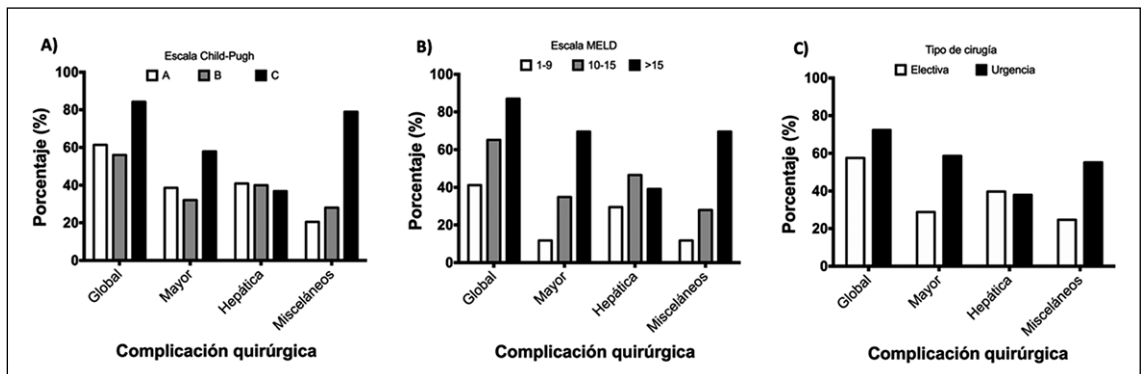 A)
Escala Child-Pugh
A B C
Porcentaje (%)
100
80
60
40
20
0
Global
Mayor
Hepática
Misceláneos
Complicación quirúrgica
B)
Escala MELD
1-9 10-15 >15
Porcentaje (%)
100
80
60
40
20
0
Global
Mayor
Hepática
Misceláneos
Complicación quirúrgica
C)
Tipo de cirugía
Electiva Urgencia
Porcentaje (%)
100
80
60
40
20
0
Global
Mayor
Hepática
Misceláneos
Complicación quirúrgica